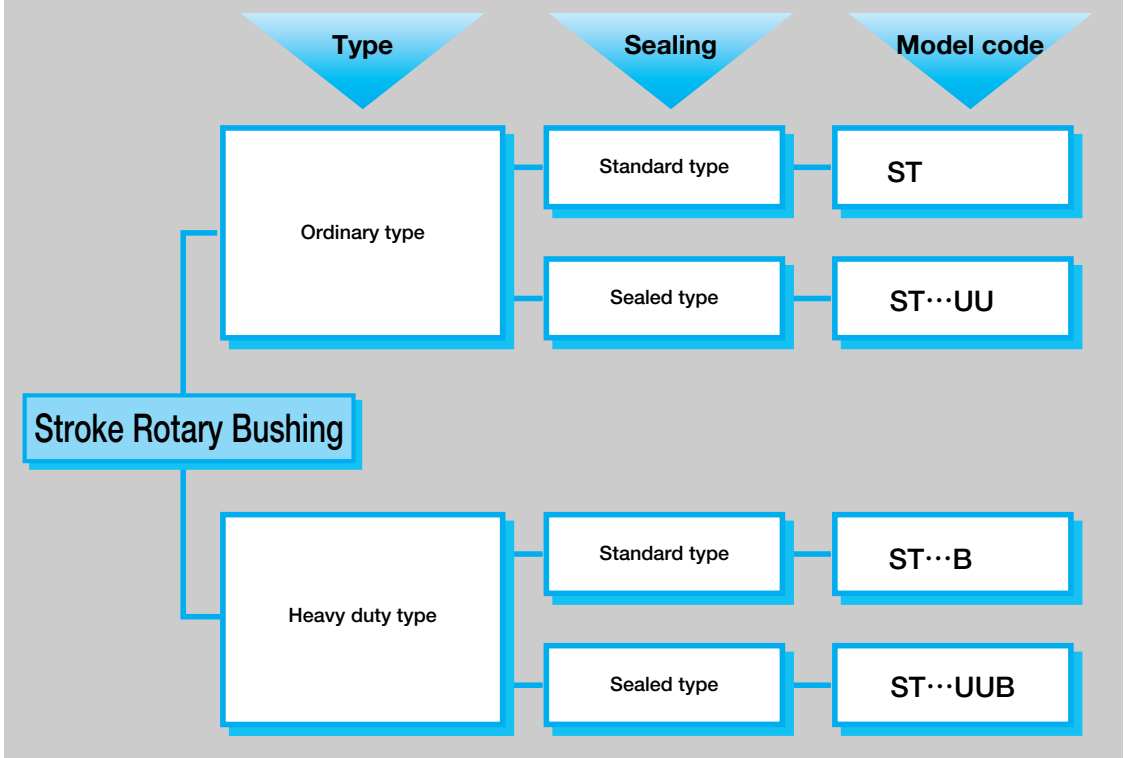 Type
Sealing
Model code
Stroke Rotary Bushing
Ordinary type
Standard type
ST
Sealed type
ST···UU
Heavy duty type
Standard type
ST···B
Sealed type
ST···UUB